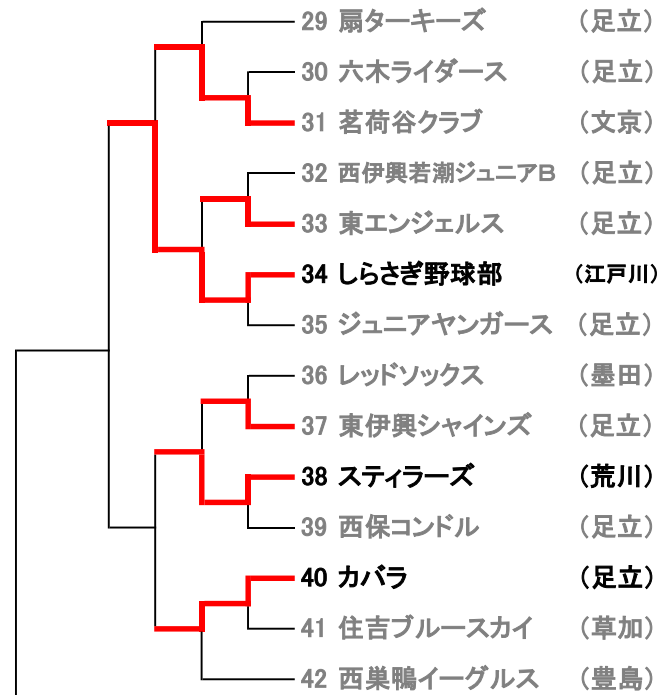 29 扇ターキーズ （足立）
30 六木ライダース （足立）
31 茗荷谷クラブ （文京）
32 西伊興若潮ジュニアB （足立）
33 東エンジェルス （足立）
34 しらさぎ野球部 （江戸川）
35 ジュニアヤンガース （足立）
36 レッドソックス （墨田）
37 東伊興シャインズ （足立）
38 スティラーズ （荒川）
39 西保コンドル （足立）
40 カバラ （足立）
41 住吉ブルースカイ （草加）
42 西巣鴨イーグルス （豊島）